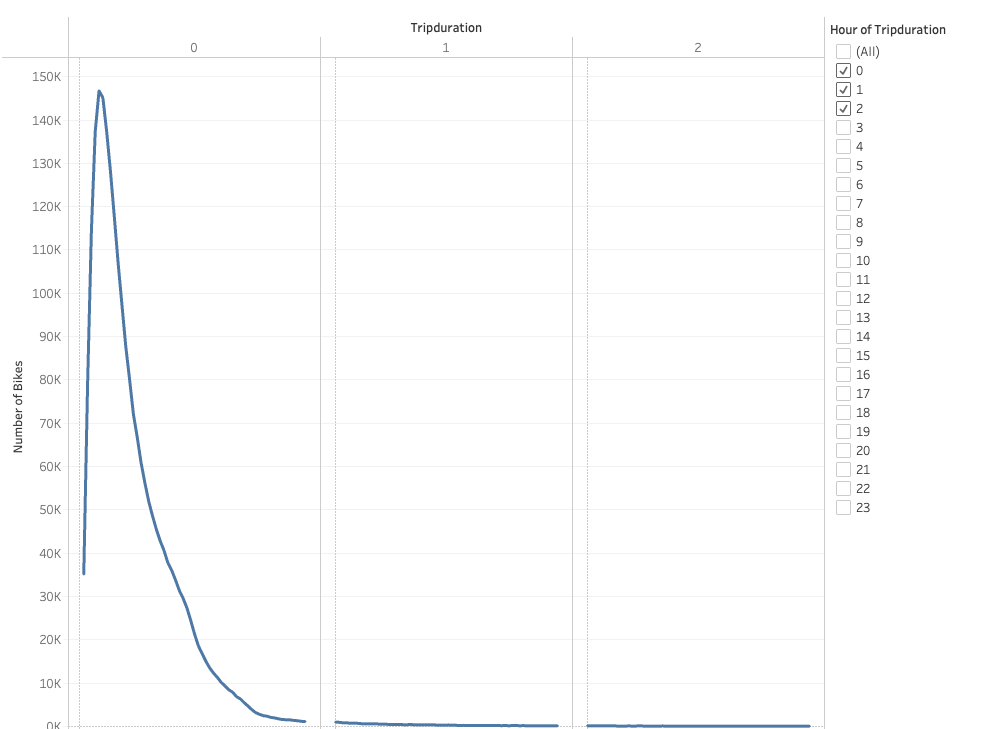 Tripduration
0 1 2
150K
140K
130K
120K
110K
100K
90K
80K
70K
60K
50K
40K
30K
20K
10K
0K
Number of Bikes
Hour of Tripduration
(All)
0
1
2
3
4
5
6
7
8
9
10
11
12
13
14
15
16
17
18
19
20
21
22
23